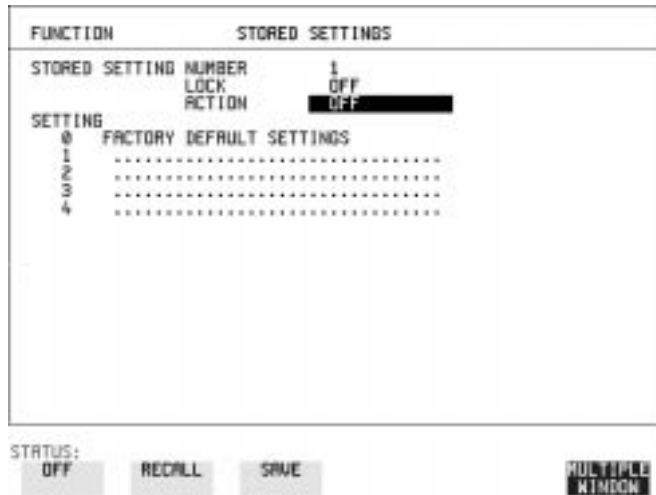 FUNCTION STORED SETTINGS
STORED SETTING NUMBER 1
LOCK OFF
ACTION OFF
SETTING
0 FACTORY DEFAULT SETTINGS
1 ................................
2 ................................
3 ................................
4 ................................
STATUS:
OFF RECALL SAVE MULTIPLE
WINDOW